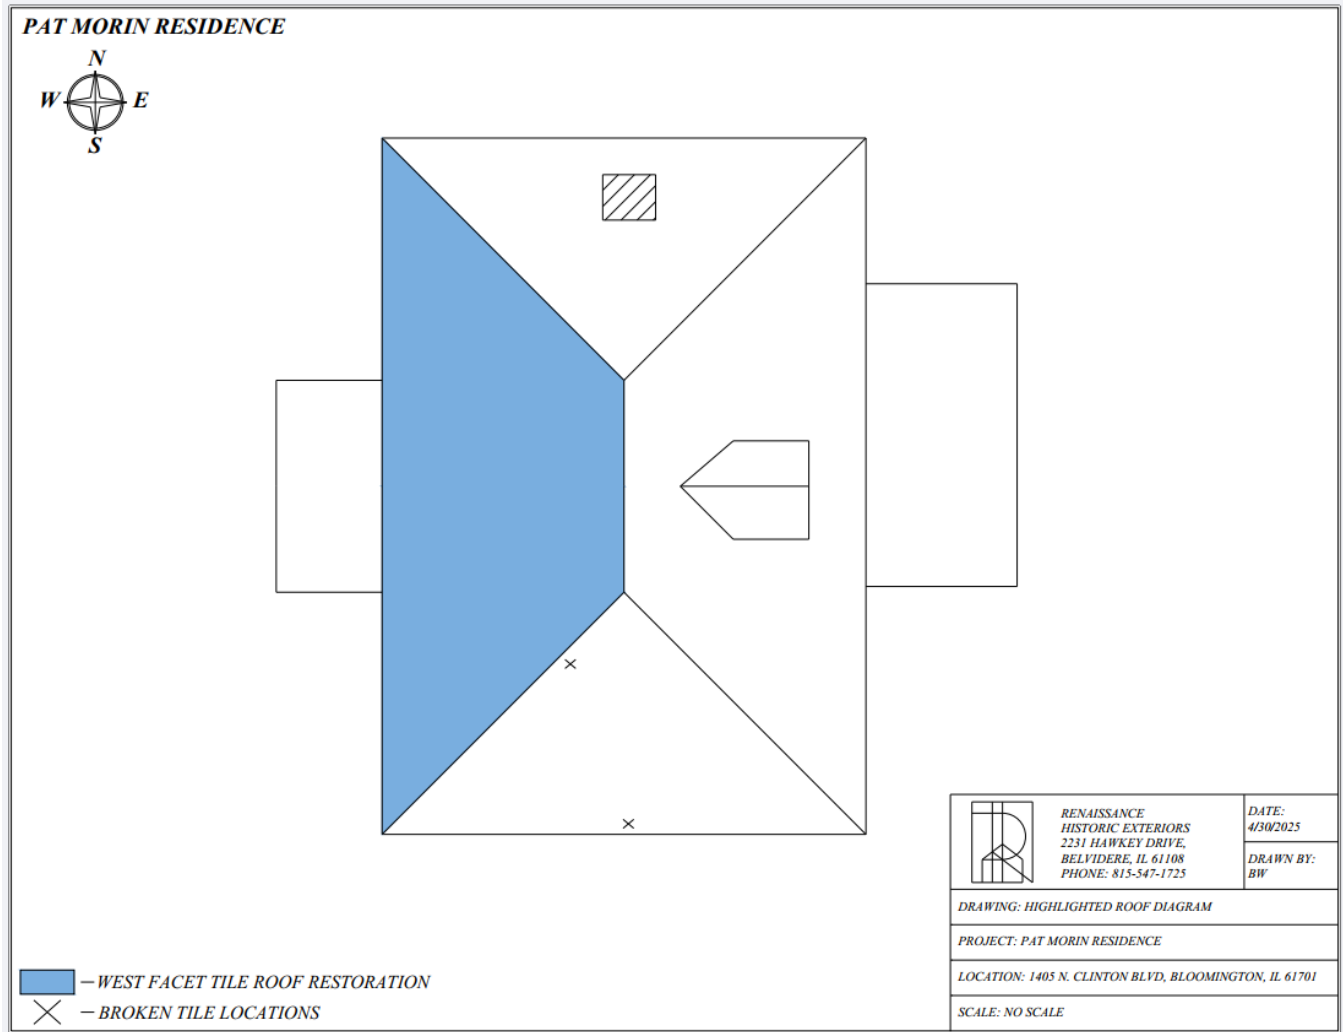 PAT MORIN RESIDENCE
N
W E
S
RENAISSANCE
HISTORIC EXTERIORS
2231 HAWKEY DRIVE,
BELVIDERE, IL 61108
PHONE: 815-547-1725
DATE:
4/30/2025
DRAWN BY:
BW
DRAWING: HIGHLIGHTED ROOF DIAGRAM
PROJECT: PAT MORIN RESIDENCE
LOCATION: 1405 N. CLINTON BLVD, BLOOMINGTON, IL 61701
SCALE: NO SCALE
– WEST FACET TILE ROOF RESTORATION
– BROKEN TILE LOCATIONS